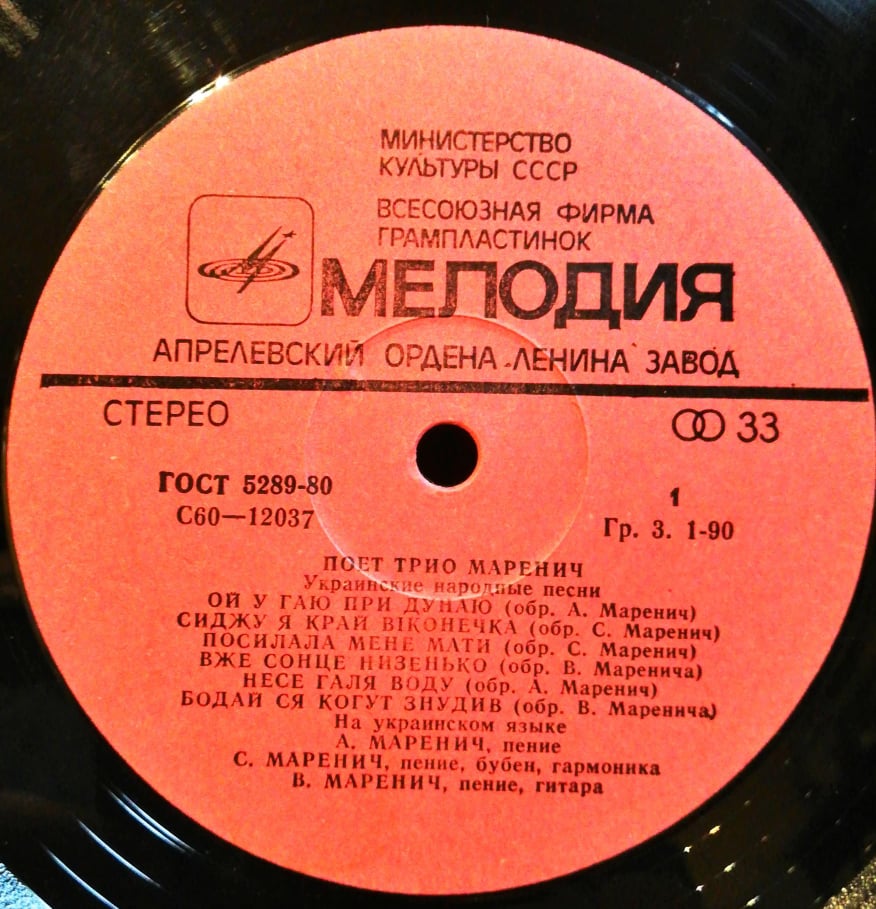 МИНИСТЕРСТВО
КУЛЬТУРЫ СССР
ВСЕСОЮЗНАЯ ФИРМА
ГРАМПЛАСТИНОК
МЕЛОДИЯ
АПРЕЛЕВСКИЙ ОРДЕНА ЛЕНИНА ЗАВОД
СТЕРЕО
33
ГОСТ 5289-80
С60—12037
1
Гр. 3. 1-90
ПОЕТ ТРИО МАРЕНИЧ
Украинские народные песни
ОЙ У ГАЮ ПРИ ДУНАЮ (обр. А. Маренич)
СИДЖУ Я КРАЙ ВІКОНЕЧКА (обр. С. Маренич)
ПОСИЛАЛА МЕНЕ МАТИ (обр. С. Маренич)
ВЖЕ СОНЦЕ НИЗЕНЬКО (обр. В. Маренича)
НЕСЕ ГАЛЯ ВОДУ (обр. А. Маренич)
БОДАЙ СЯ КОГУТ ЗНУДИВ (обр. В. Маренича)
На украинском языке
А. МАРЕНИЧ, пение
С. МАРЕНИЧ, пение, бубен, гармоника
В. МАРЕНИЧ, пение, гитара